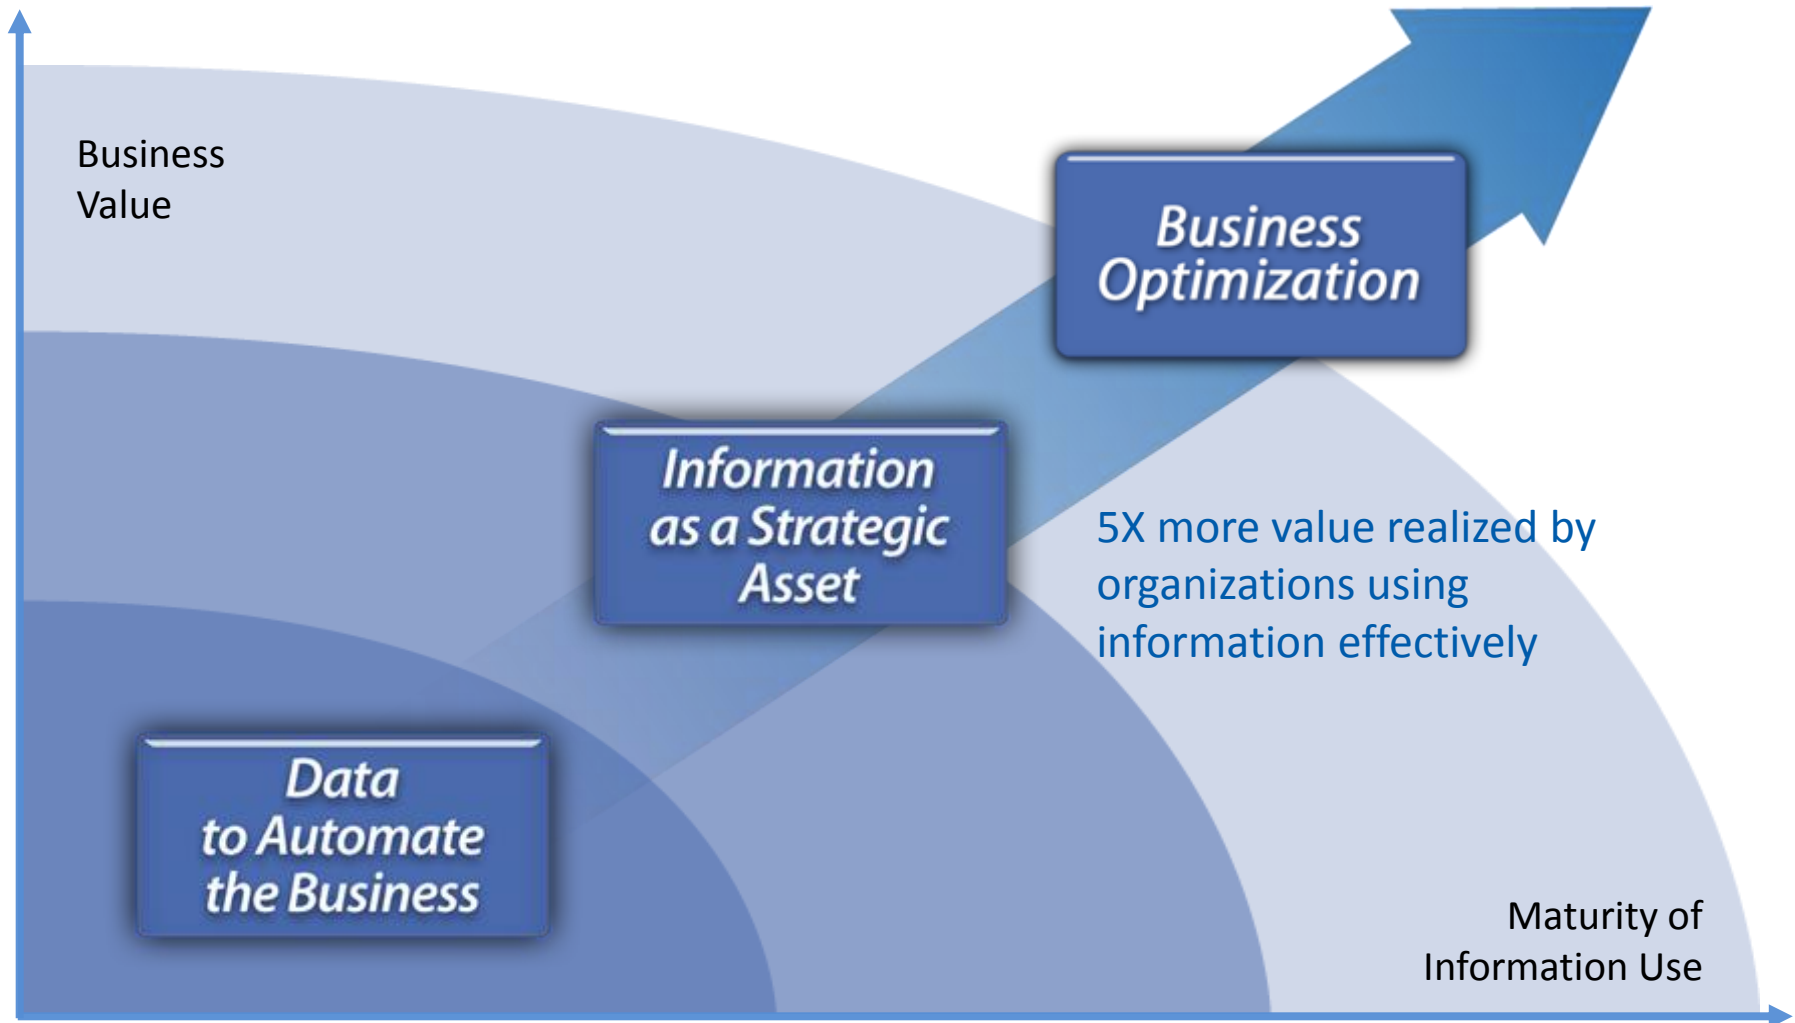 Business
Value
Business
Optimization
Information
as a Strategic
Asset
5X more value realized by
organizations using
information effectively
Data
to Automate
the Business
Maturity of
Information Use